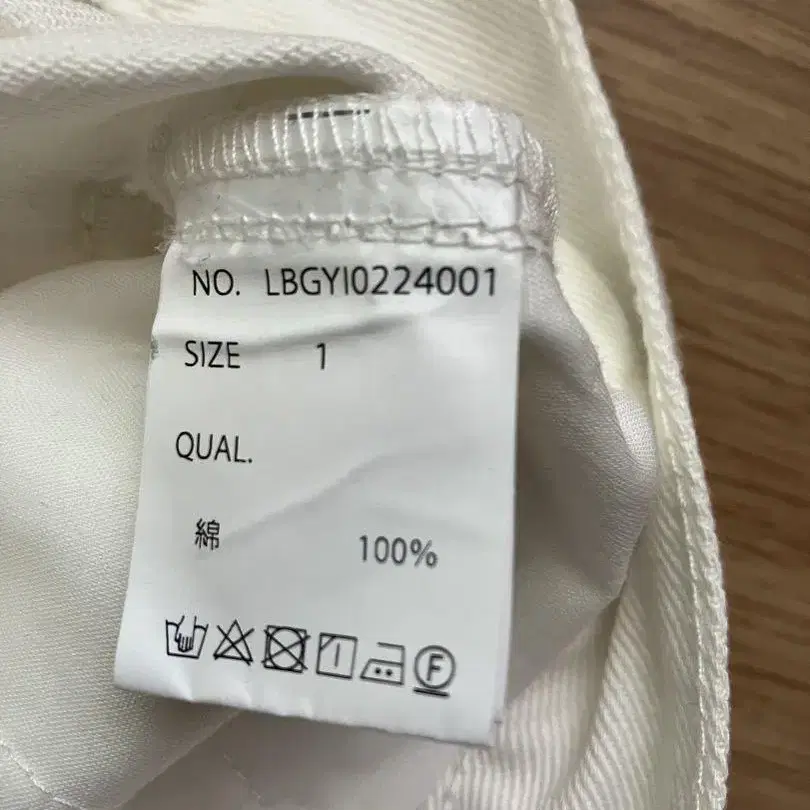 NO. LBGYI0224001
SIZE 1
QUAL.
綿 100%
F